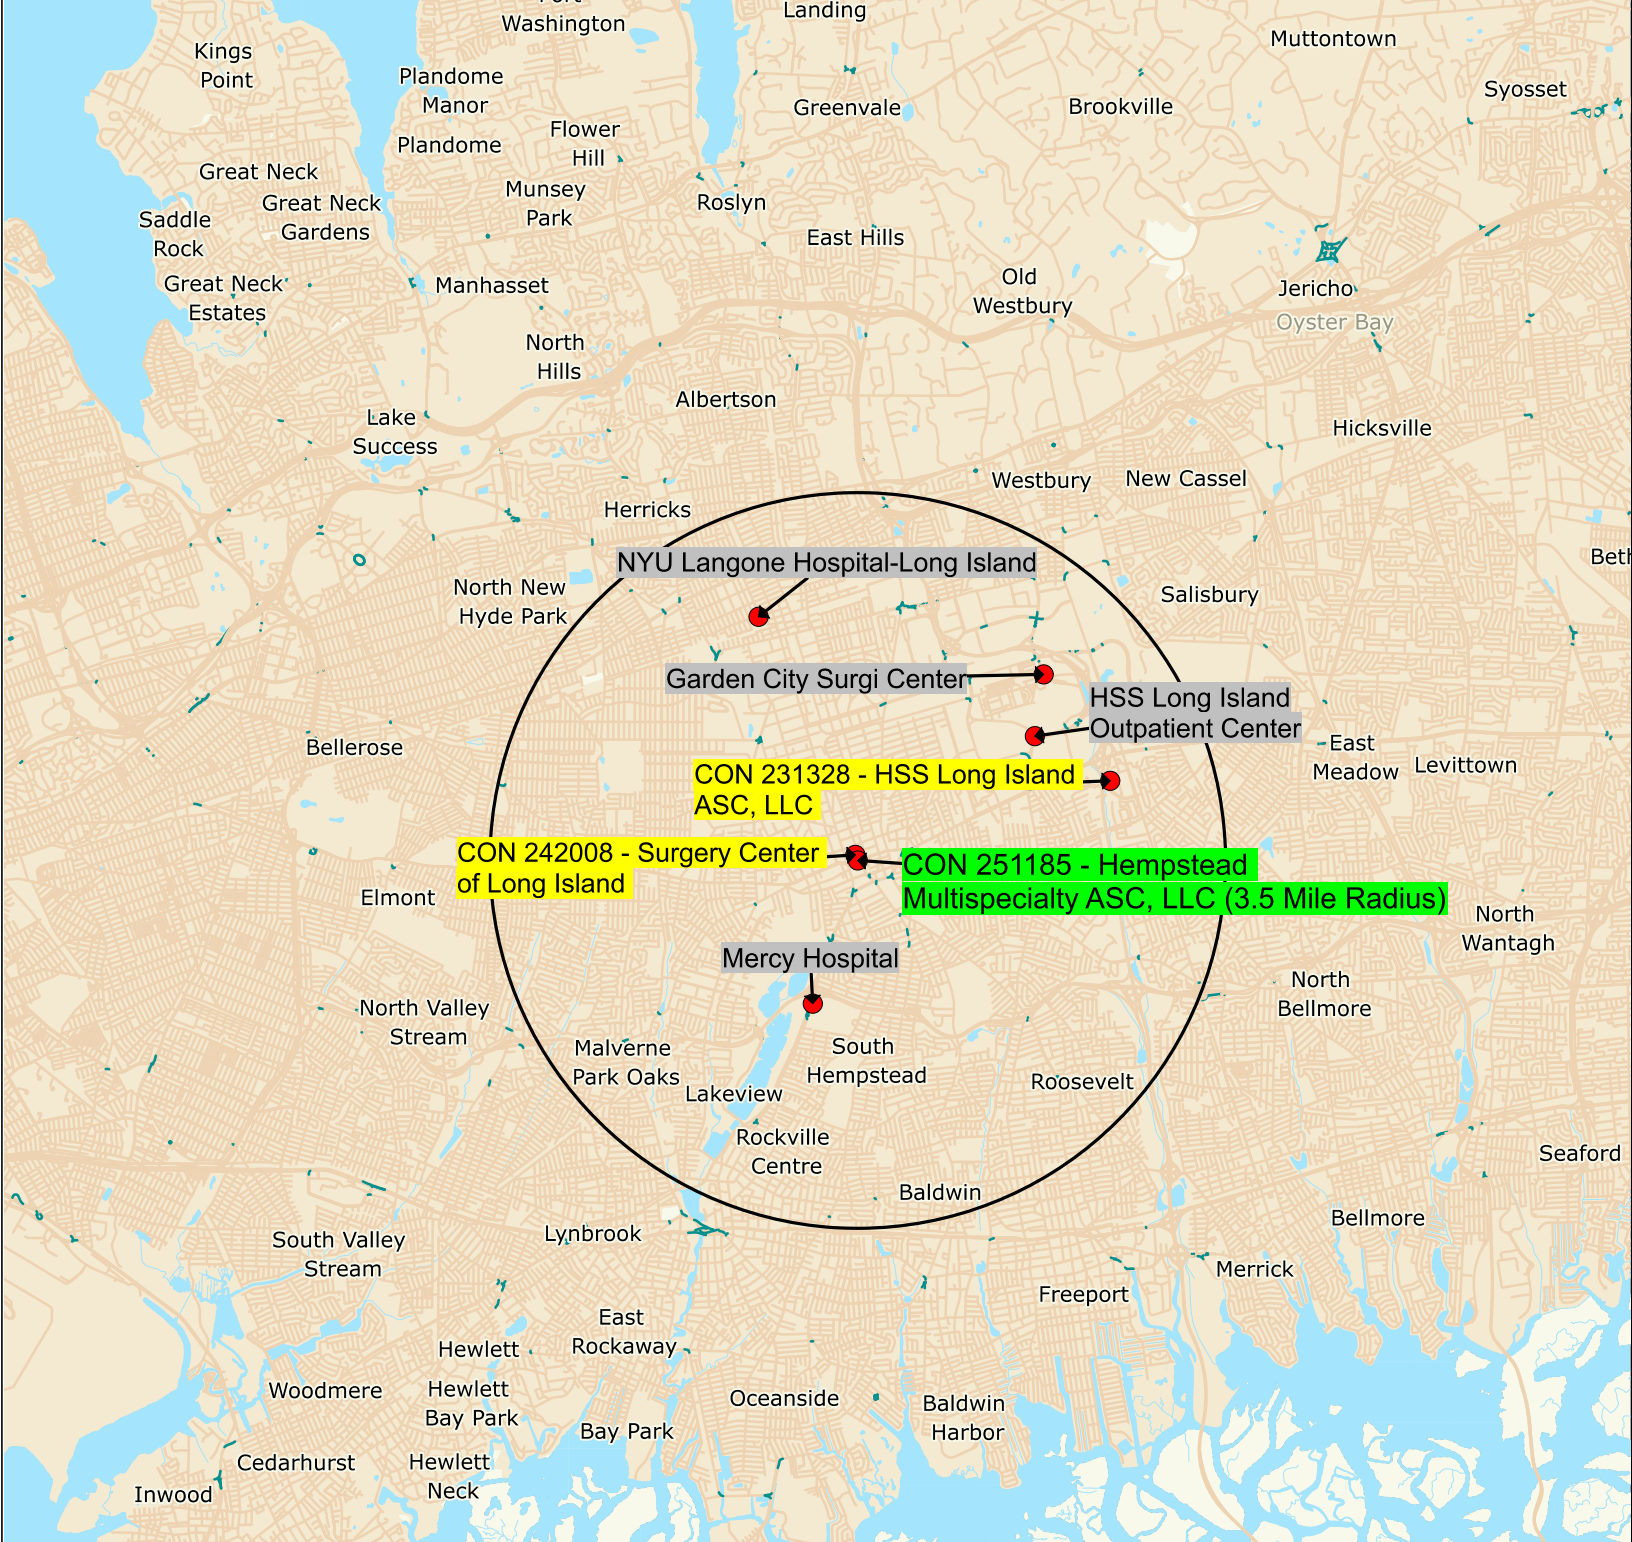 Washington
Landing
Kings
Point
Muttontown
Plandome
Manor
Syosset
Greenvale
Brookville
Flower
Hill
Plandome
Great Neck
Munsey
Park
Great Neck
Gardens
Roslyn
Saddle
Rock
East Hills
Old
Westbury
Great Neck
Estates
Manhasset
Jericho
Oyster Bay
North
Hills
Albertson
Lake
Success
Hicksville
Westbury
New Cassel
Herricks
NYU Langone Hospital-Long Island
North New
Hyde Park
Salisbury
Garden City Surgi Center
HSS Long Island
Outpatient Center
Bellerose
East
Meadow
Levittown
CON 231328 - HSS Long Island
ASC, LLC
CON 242008 - Surgery Center
of Long Island
CON 251185 - Hempstead
Multispecialty ASC, LLC (3.5 Mile Radius)
Elmont
North
Wantagh
Mercy Hospital
North
Bellmore
North Valley
Stream
Malverne
Park Oaks
South
Hempstead
Roosevelt
Lakeview
Rockville
Centre
Seaford
Baldwin
Bellmore
Lynbrook
South Valley
Stream
Merrick
Freeport
East
Rockaway
Hewlett
Woodmere
Hewlett
Bay Park
Oceanside
Baldwin
Harbor
Bay Park
Cedarhurst
Hewlett
Neck
Inwood